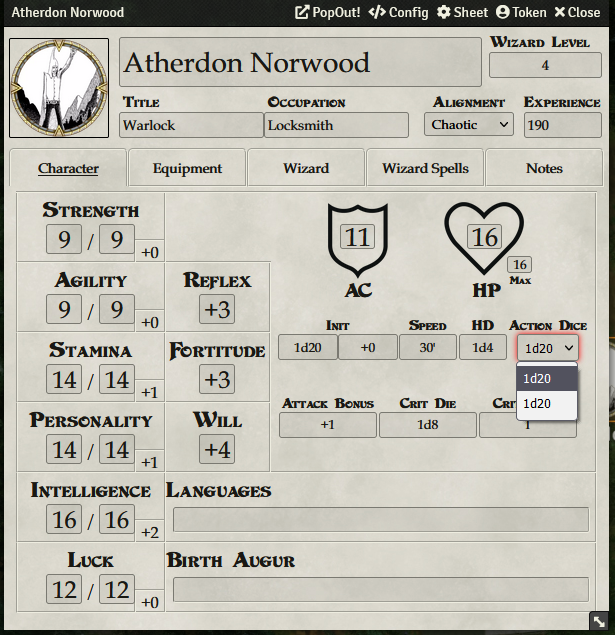 Atherdon Norwood PopOut! Config Sheet Token Close
Atherdon Norwood
Wizard Level
4
Title Occupation Alignment Experience
Warlock Locksmith Chaotic 190
Character Equipment Wizard Wizard Spells Notes
Strength
9 / 9 +0
11
AC
16
16
Max
HP
Agility
9 / 9 +0
Reflex
+3
Init Speed HD Action Dice
1d20 +0 30' 1d4 1d20
1d20
1d20
Stamina
14 / 14 +1
Fortitude
+3
Attack Bonus Crit Die Crit
+1 1d8
Personality
14 / 14 +1
Will
+4
Intelligence
16 / 16 +2
Languages
Luck
12 / 12 +0
Birth Augur